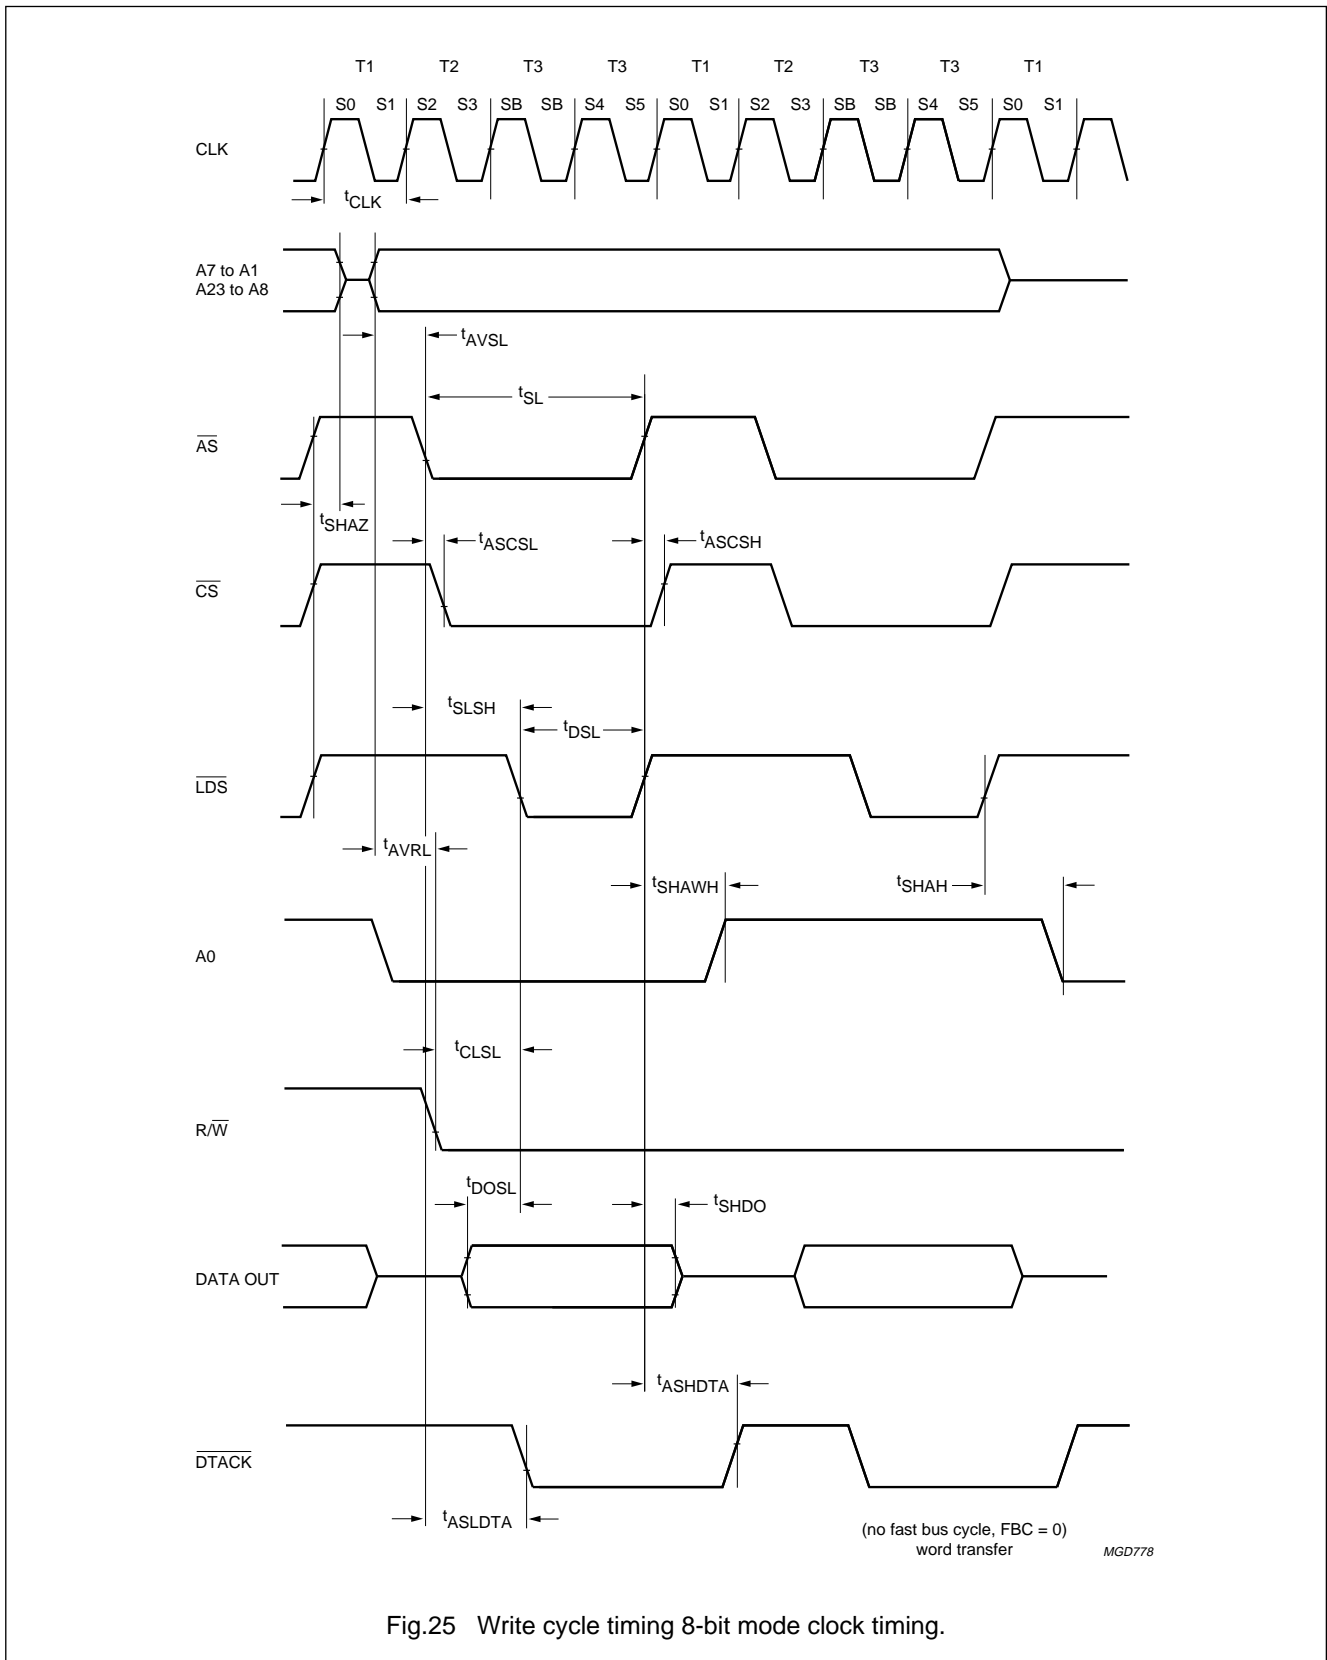 T1 T2 T3 T3 T1 T2 T3 T3 T1
S0 S1 S2 S3 SB SB S4 S5 S0 S1 S2 S3 SB SB S4 S5 S0 S1
CLK
tCLK
A7 to A1
A23 to A8
tAVSL
tSL
AS
tSHAZ
tASCSL
tASCSH
CS
tSLSH
tDSL
LDS
tAVRL
tSHAWH
tSHAH
A0
tCLSL
R/W
tDOSL
tSHDO
DATA OUT
tASHDTA
DTACK
tASLDTA
(no fast bus cycle, FBC = 0)
word transfer
MGD778
Fig.25 Write cycle timing 8-bit mode clock timing.